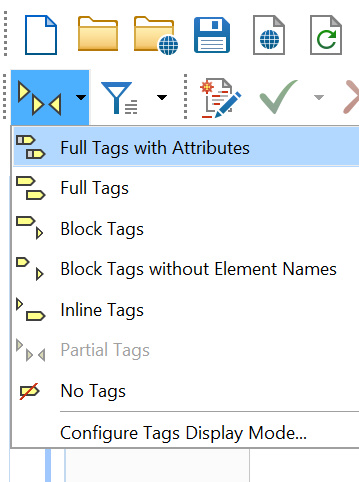 Full Tags with Attributes
Full Tags
Block Tags
Block Tags without Element Names
Inline Tags
Partial Tags
No Tags
Configure Tags Display Mode...